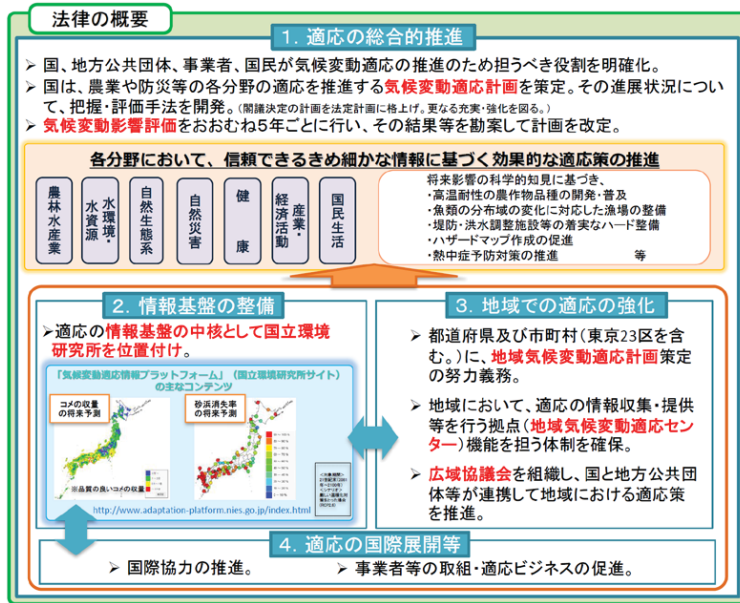 法律の概要
1. 適応の総合的推進
➢ 国、地方公共団体、事業者、国民が気候変動適応の推進のため担うべき役割を明確化。
➢ 国は、農業や防災等の各分野の適応を推進する気候変動適応計画を策定。その進展状況につい
て、把握・評価手法を開発。(閣議決定の計画を法定計画に格上げ。更なる充実・強化を図る。)
➢ 気候変動影響評価をおおむね5年ごとに行い、その結果等を勘案して計画を改定。
各分野において、信頼できるきめ細かな情報に基づく効果的な適応策の推進
農林水産業
水環境・
水資源
自然生態系
自然災害
健康
産業・
経済活動
国民生活
将来影響の科学的知見に基づき、
・高温耐性の農作物品種の開発・普及
・魚類の分布域の変化に対応した漁場の整備
・堤防・洪水調整施設等の着実なハード整備
・ハザードマップ作成の促進
・熱中症予防対策の推進 等
2. 情報基盤の整備
➢適応の情報基盤の中核として国立環境
研究所を位置付け。
「気候変動適応情報プラットフォーム」(国立環境研究所サイト)
の主なコンテンツ
コメの収量
の将来予測
砂浜消失率
の将来予測
※品質の良いコメの収量
http://www.adaptation-platform.nies.go.jp/index.html
3. 地域での適応の強化
➢ 都道府県及び市町村(東京23区を含
む。)に、地域気候変動適応計画策定
の努力義務。
➢ 地域において、適応の情報収集・提供
等を行う拠点(地域気候変動適応セン
ター)機能を担う体制を確保。
➢ 広域協議会を組織し、国と地方公共団
体等が連携して地域における適応策
を推進。
4. 適応の国際展開等
➢ 国際協力の推進。
➢ 事業者等の取組・適応ビジネスの促進。